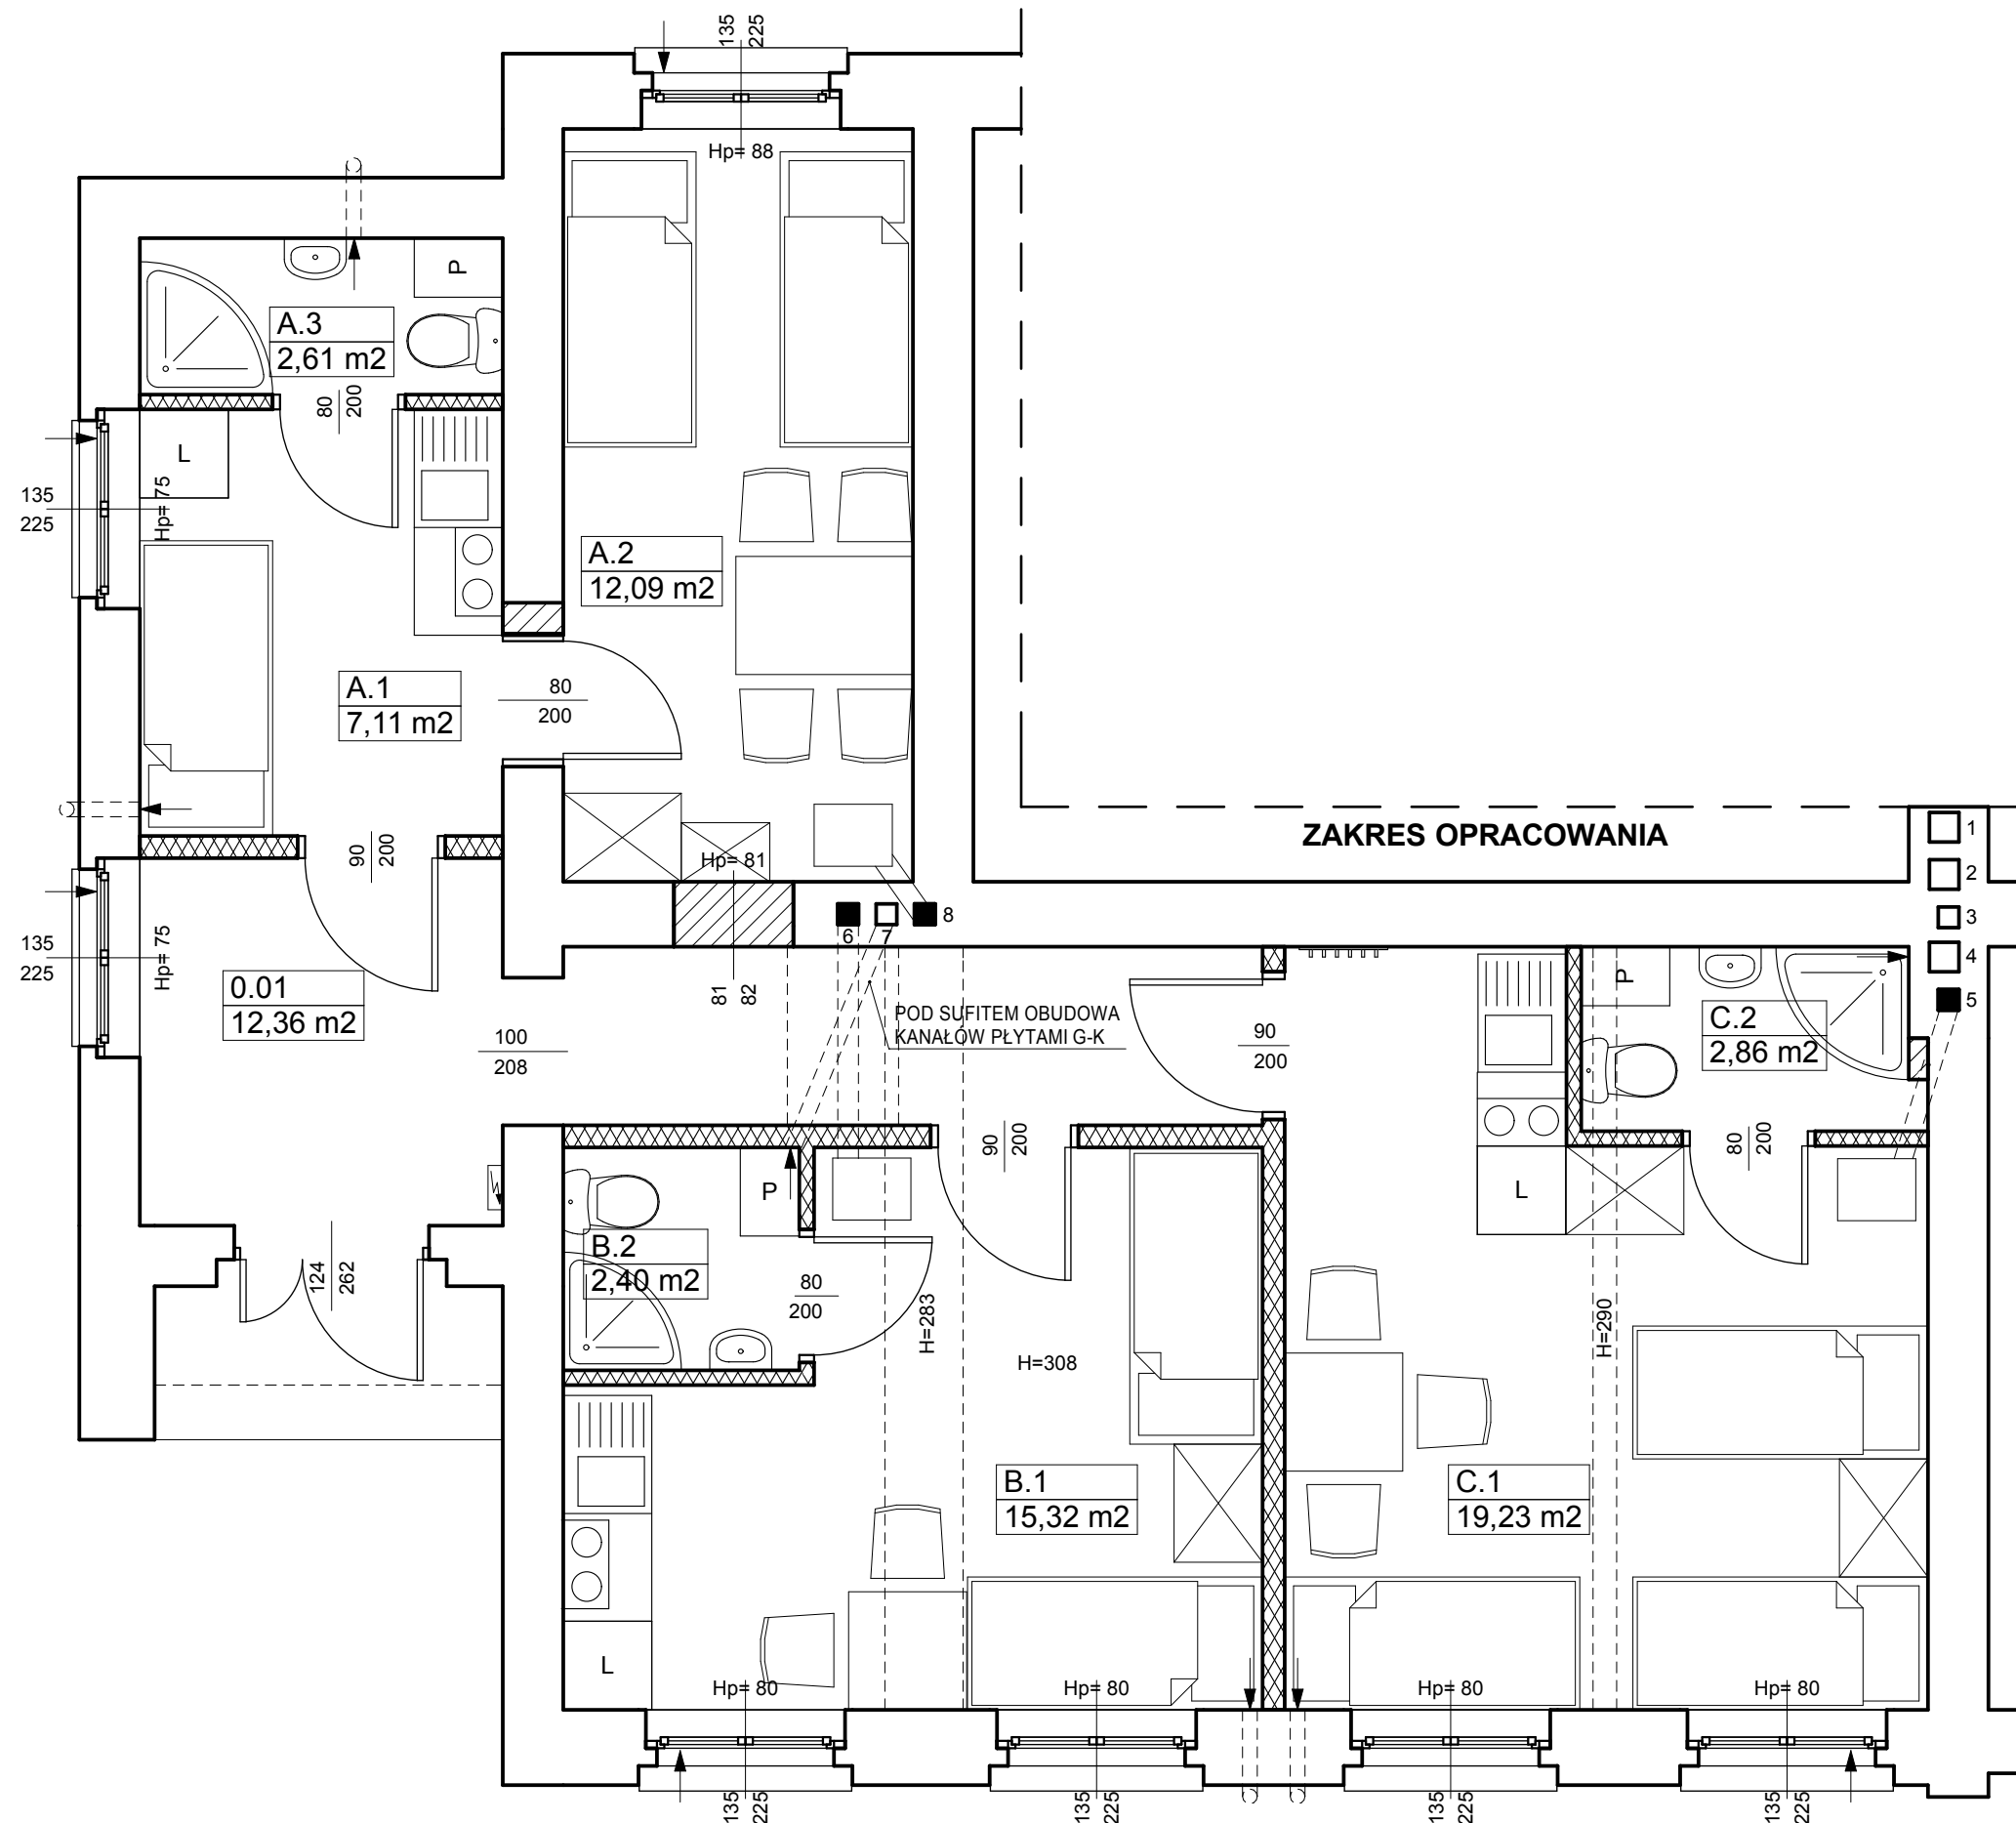 135
225
Hp= 88
P
A.3
2,61 m2
80
200
L
135
225
Hp= 75
A.2
12,09 m2
A.1
7,11 m2
80
200
90
200
Hp= 81
ZAKRES OPRACOWANIA
1
2
3
4
5
6
7
8
135
225
Hp= 75
0.01
12,36 m2
100
208
81
82
POD SUFITEM OBUDOWA
KANAŁÓW PŁYTAMI G-K
90
200
P
C.2
2,86 m2
90
200
80
200
P
L
B.2
2,40 m2
124
262
80
200
H=283
H=308
H=290
B.1
15,32 m2
C.1
19,23 m2
L
Hp= 80
Hp= 80
Hp= 80
Hp= 80
135
225
135
225
135
225
135
225